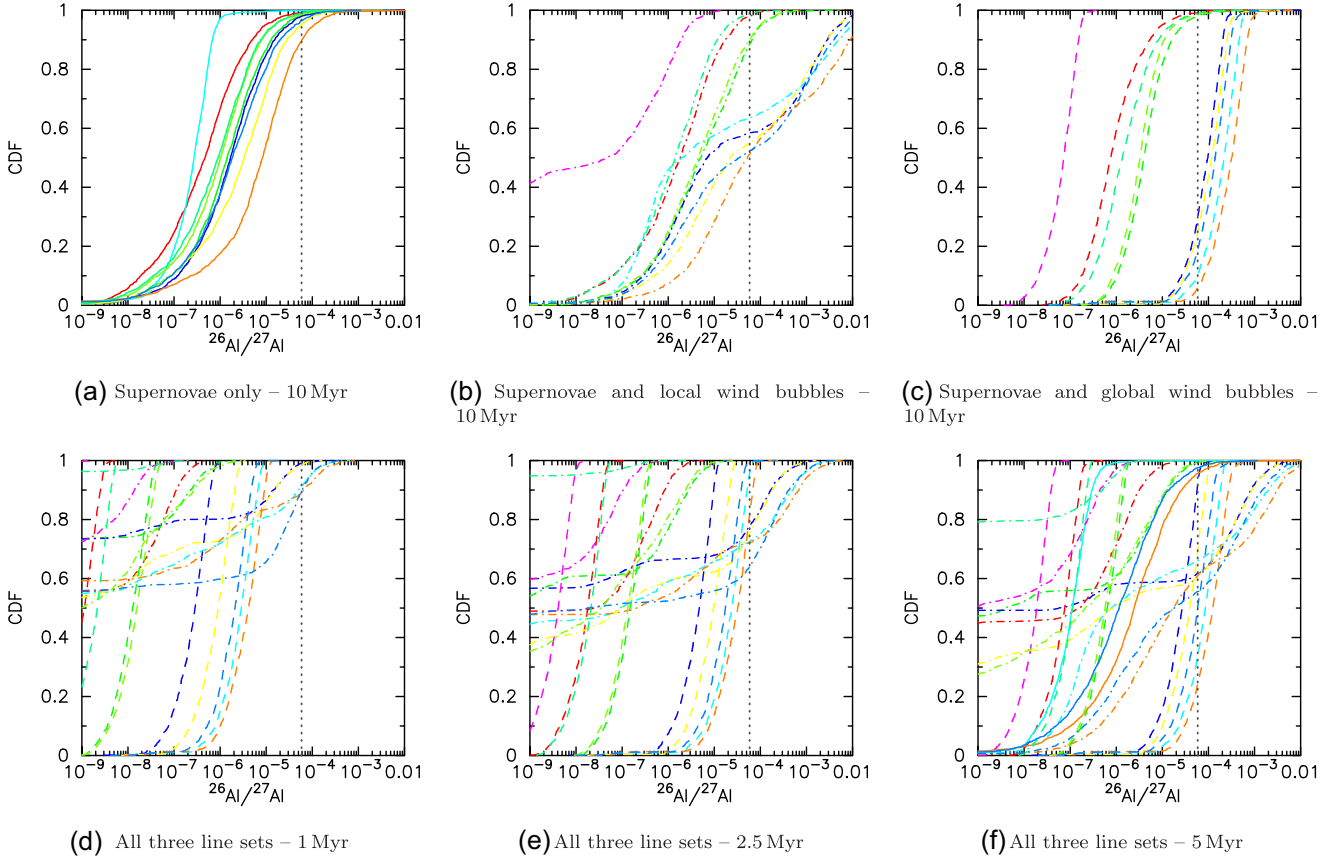 1
0.8
0.6
0.4
0.2
0
CDF
10−9 10−8 10−7 10−6 10−5 10−4 10−3 0.01
26Al/27Al
(a) Supernovae only – 10 Myr
1
0.8
0.6
0.4
0.2
0
CDF
10−9 10−8 10−7 10−6 10−5 10−4 10−3 0.01
26Al/27Al
(b) Supernovae and local wind bubbles –
10 Myr
1
0.8
0.6
0.4
0.2
0
CDF
10−9 10−8 10−7 10−6 10−5 10−4 10−3 0.01
26Al/27Al
(c) Supernovae and global wind bubbles –
10 Myr
1
0.8
0.6
0.4
0.2
0
CDF
10−9 10−8 10−7 10−6 10−5 10−4 10−3 0.01
26Al/27Al
(d) All three line sets – 1 Myr
1
0.8
0.6
0.4
0.2
0
CDF
10−9 10−8 10−7 10−6 10−5 10−4 10−3 0.01
26Al/27Al
(e) All three line sets – 2.5 Myr
1
0.8
0.6
0.4
0.2
0
CDF
10−9 10−8 10−7 10−6 10−5 10−4 10−3 0.01
26Al/27Al
(f) All three line sets – 5 Myr